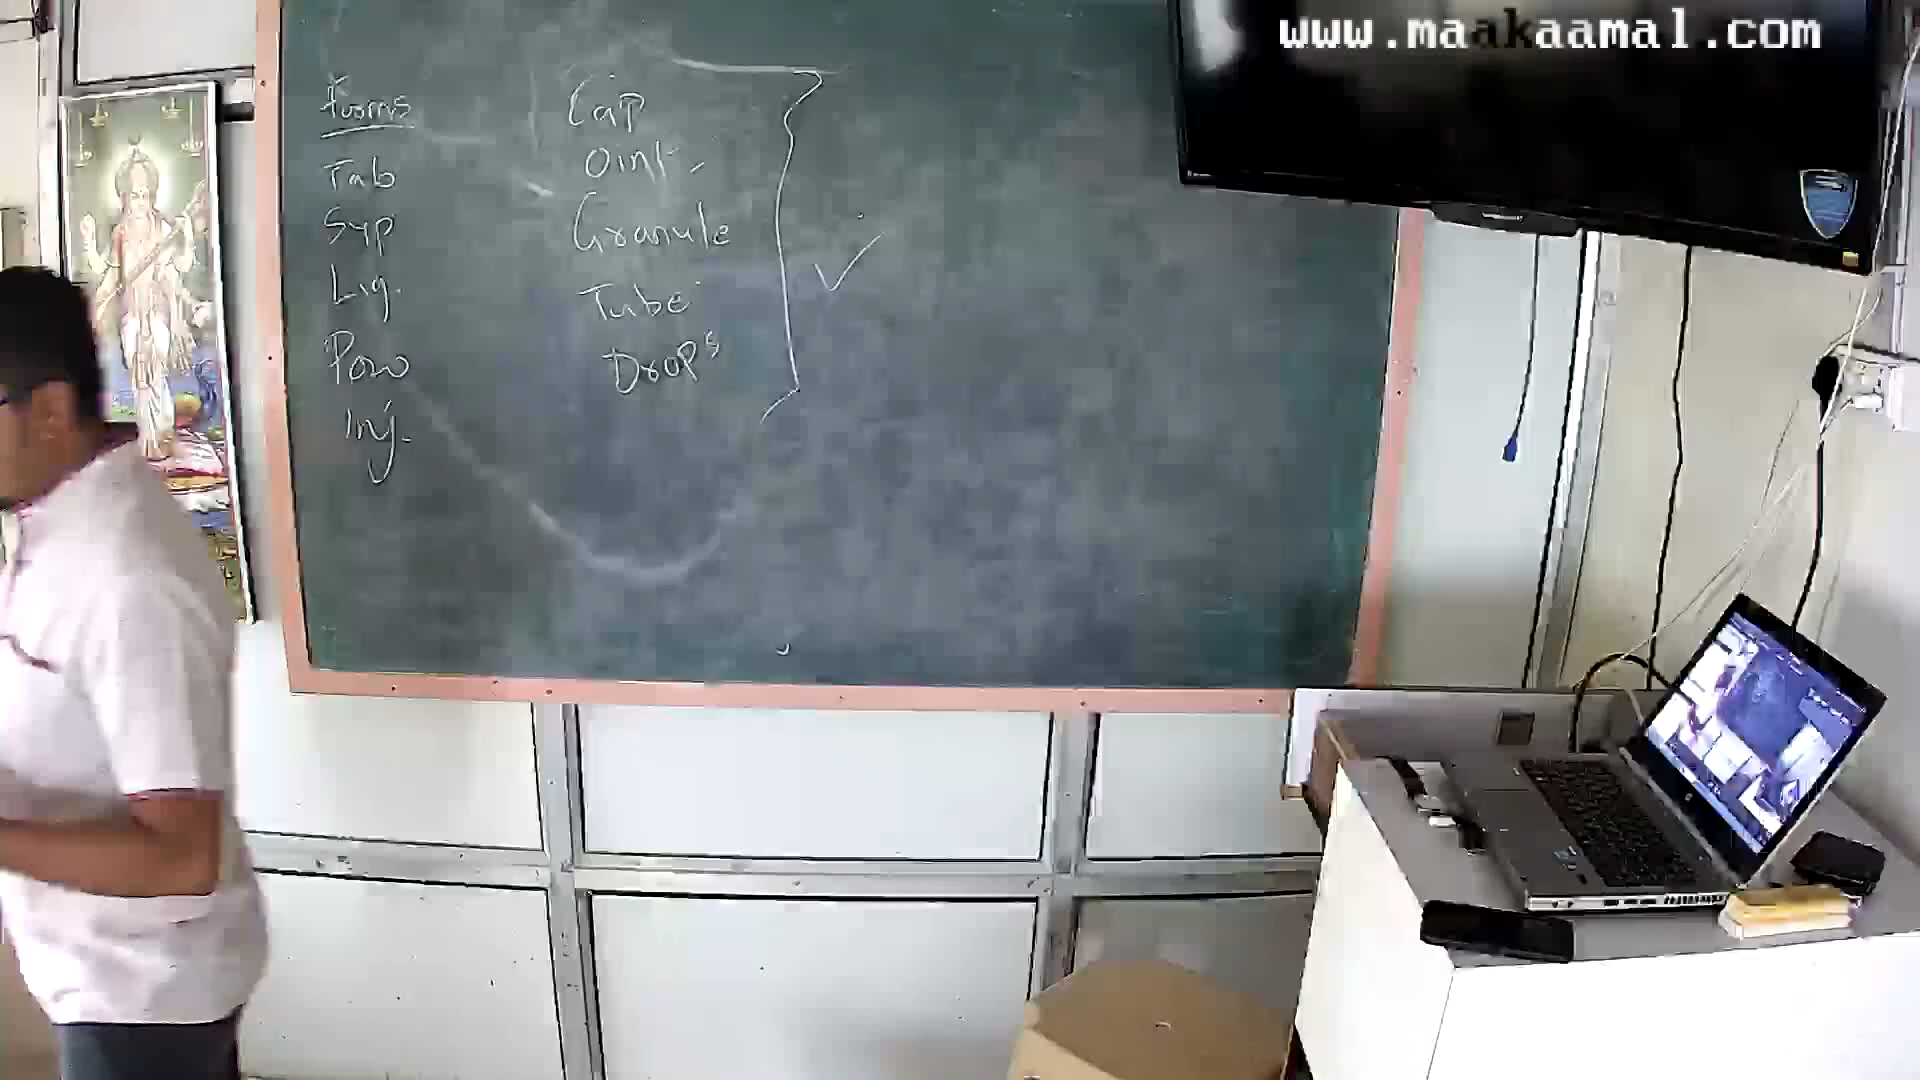 www.maakaamal.com
Forms
Tab
Syp
Liq.
Pow
Inj.
Cap
Oint.
Granule
Tube
Drops